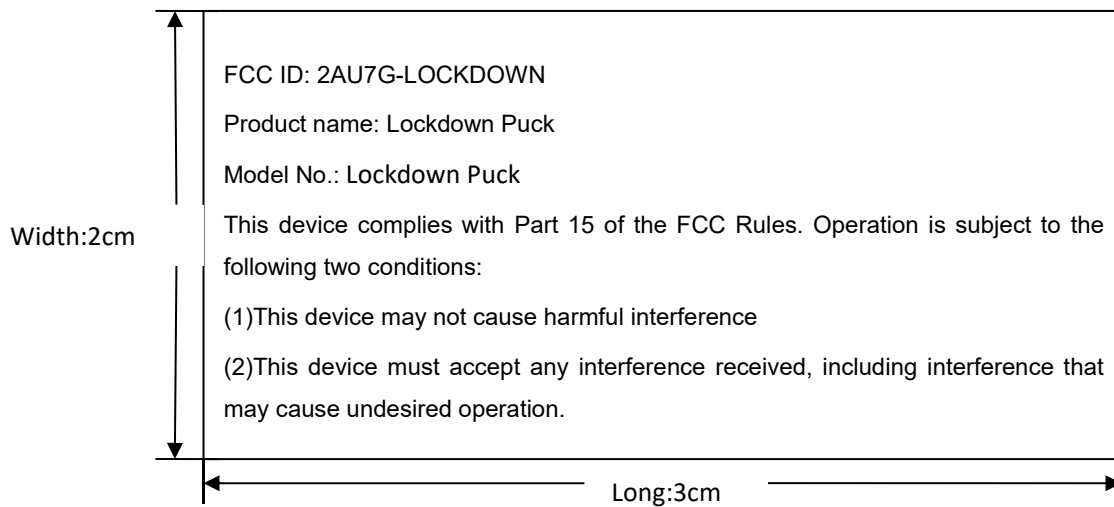 FCC ID: 2AU7G-LOCKDOWN
Product name: Lockdown Puck
Model No.: Lockdown Puck
Width:2cm
This device complies with Part 15 of the FCC Rules. Operation is subject to the
following two conditions:
(1)This device may not cause harmful interference
(2)This device must accept any interference received, including interference that
may cause undesired operation.
Long:3cm